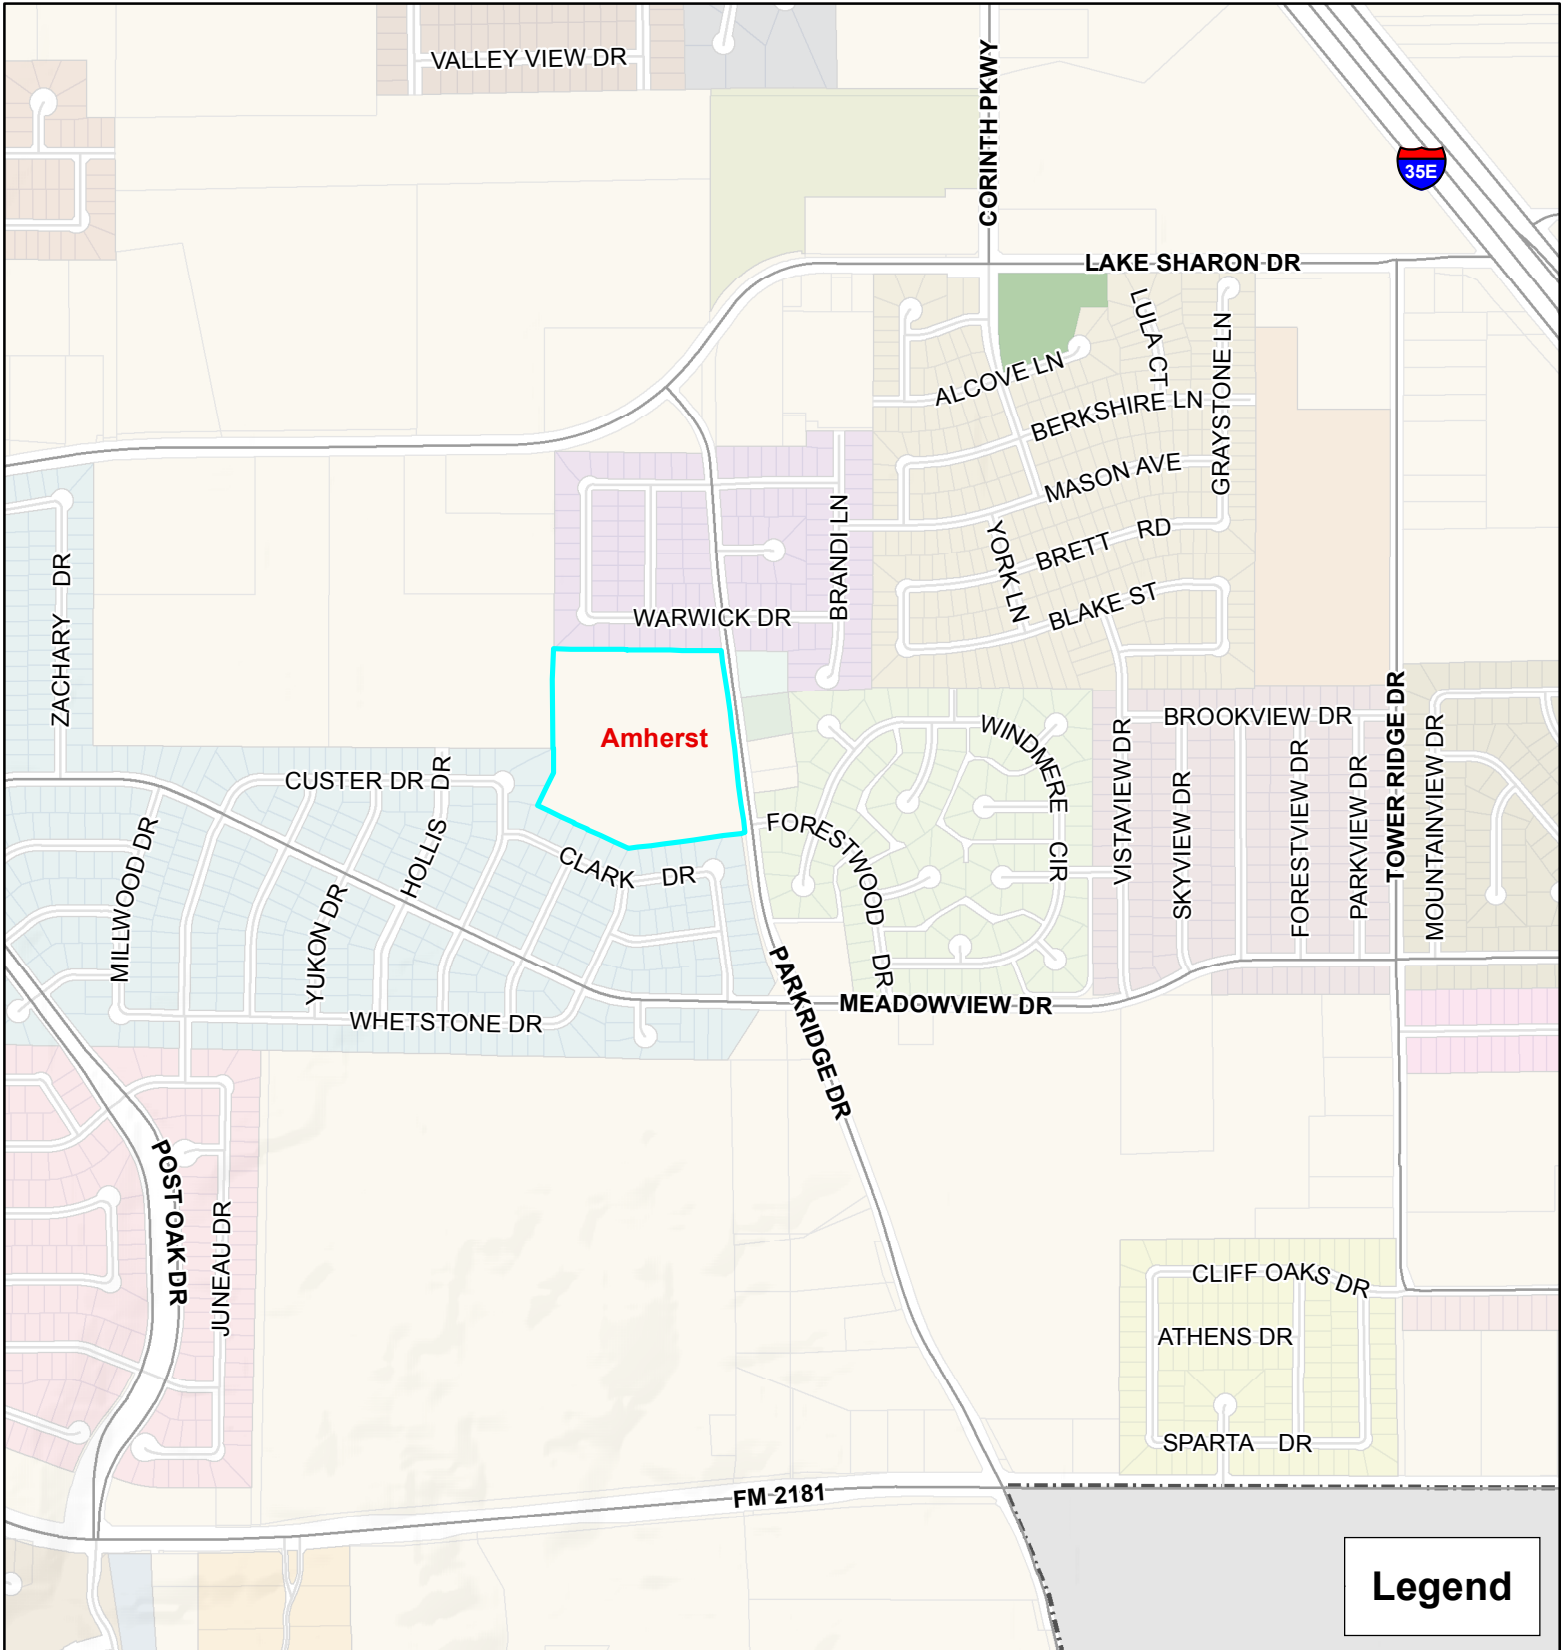 VALLEY VIEW DR
CORINTH PKWY
35E
LAKE SHARON DR
LULA CT
GRAYSTONE LN
ALCOVE LN
BERKSHIRE LN
MASON AVE
BRANDI LN
YORK LN
BRETT RD
BLAKE ST
ZACHARY DR
WARWICK DR
Amherst
WINDMERE CIR
BROOKVIEW DR
TOWER RIDGE DR
VISTAVIEW DR
SKYVIEW DR
FORESTVIEW DR
PARKVIEW DR
MOUNTAINVIEW DR
CUSTER DR
HOLLIS DR
FORESTWOOD DR
MILLWOOD DR
CLARK DR
YUKON DR
WHETSTONE DR
MEADOWVIEW DR
PARKRIDGE DR
POST OAK DR
JUNEAU DR
CLIFF OAKS DR
ATHENS DR
SPARTA DR
FM 2181
Legend